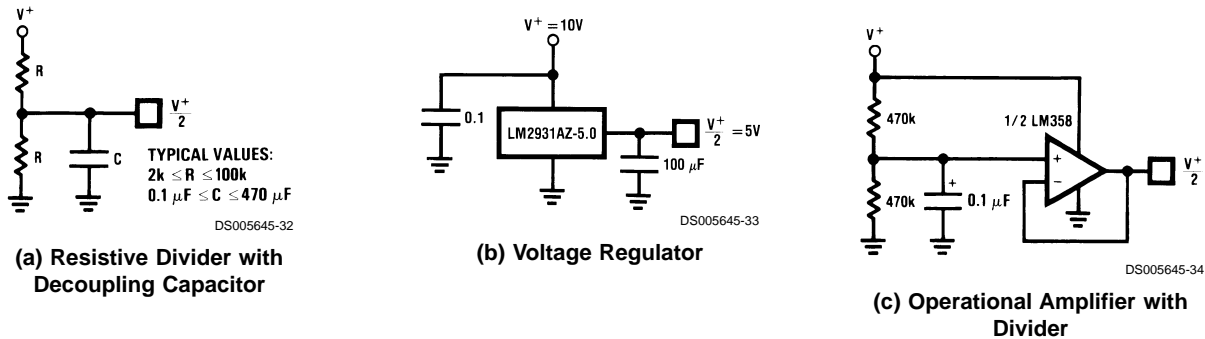 V+
R
R
C
V+
2
TYPICAL VALUES:
2k ≤ R ≤ 100k
0.1 μF ≤ C ≤ 470 μF
DS005645-32
(a) Resistive Divider with
Decoupling Capacitor
V+ = 10V
0.1
LM2931AZ-5.0
V+
2
= 5V
100 μF
DS005645-33
(b) Voltage Regulator
V+
470k
1/2 LM358
+
−
+
0.1 μF
470k
V+
2
DS005645-34
(c) Operational Amplifier with
Divider